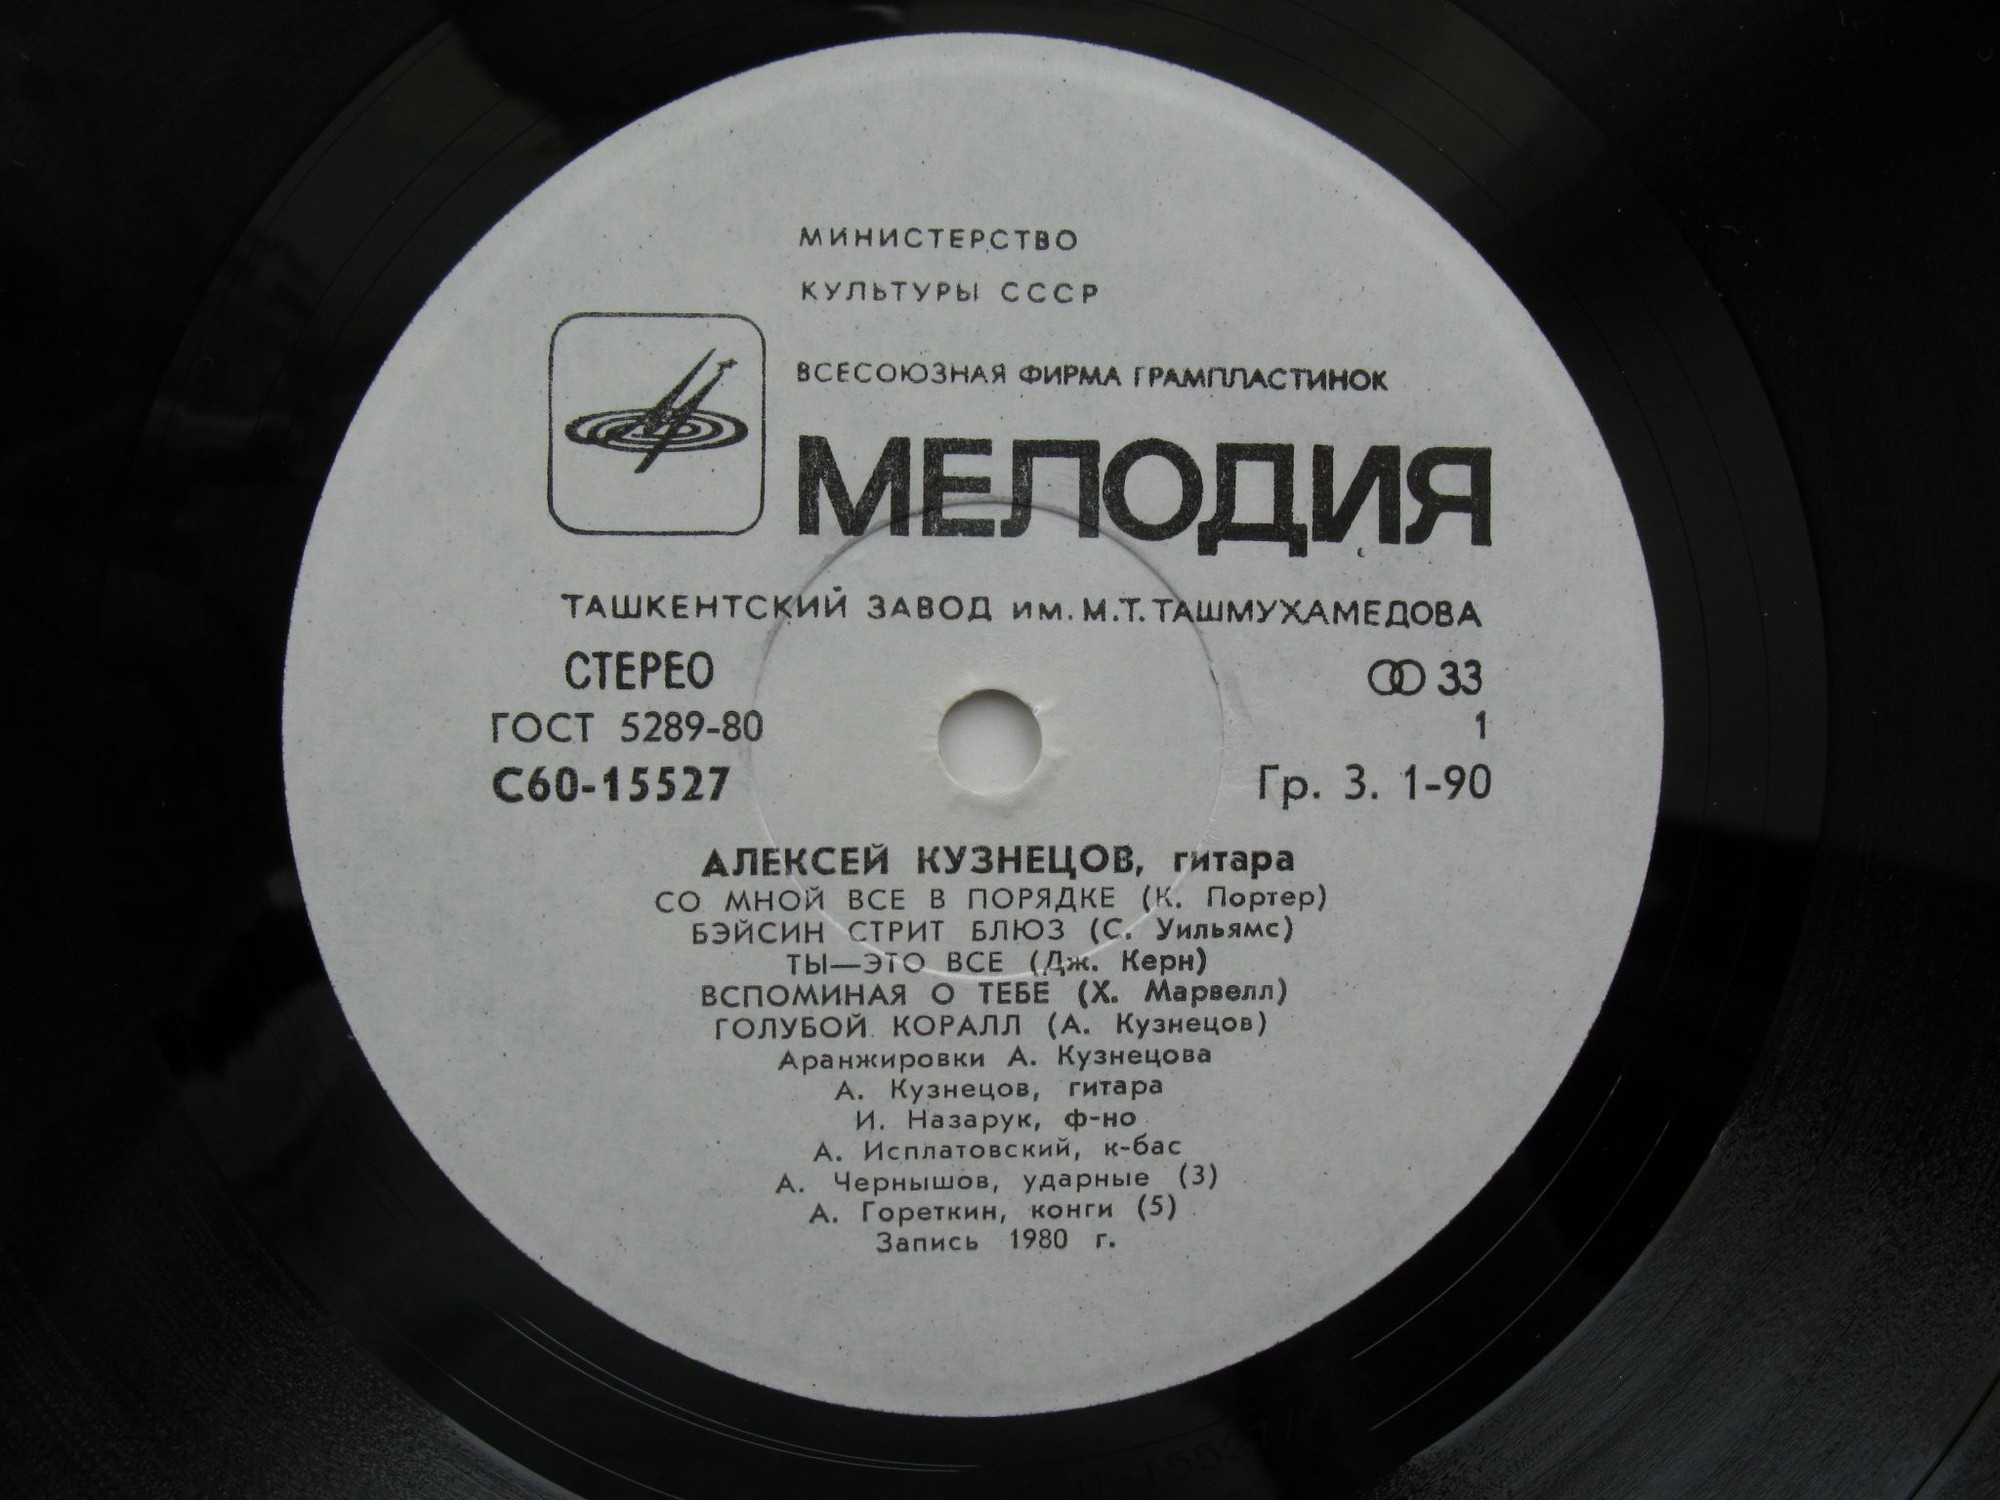 МИНИСТЕРСТВО
КУЛЬТУРЫ СССР
ВСЕСОЮЗНАЯ ФИРМА ГРАМПЛАСТИНОК
МЕЛОДИЯ
ТАШКЕНТСКИЙ ЗАВОД им. М.Т. ТАШМУХАМЕДОВА
СТЕРЕО 33
ГОСТ 5289-80 1
С60-15527 Гр. 3. 1-90
АЛЕКСЕЙ КУЗНЕЦОВ, гитара
СО МНОЙ ВСЕ В ПОРЯДКЕ (К. Портер)
БЭЙСИН СТРИТ БЛЮЗ (С. Уильямс)
ТЫ—ЭТО ВСЕ (Дж. Керн)
ВСПОМИНАЯ О ТЕБЕ (Х. Марвелл)
ГОЛУБОЙ КОРАЛЛ (А. Кузнецов)
Аранжировки А. Кузнецова
А. Кузнецов, гитара
И. Назарук, ф-но
А. Исплатовский, к-бас
А. Чернышов, ударные (3)
А. Гореткин, конги (5)
Запись 1980 г.